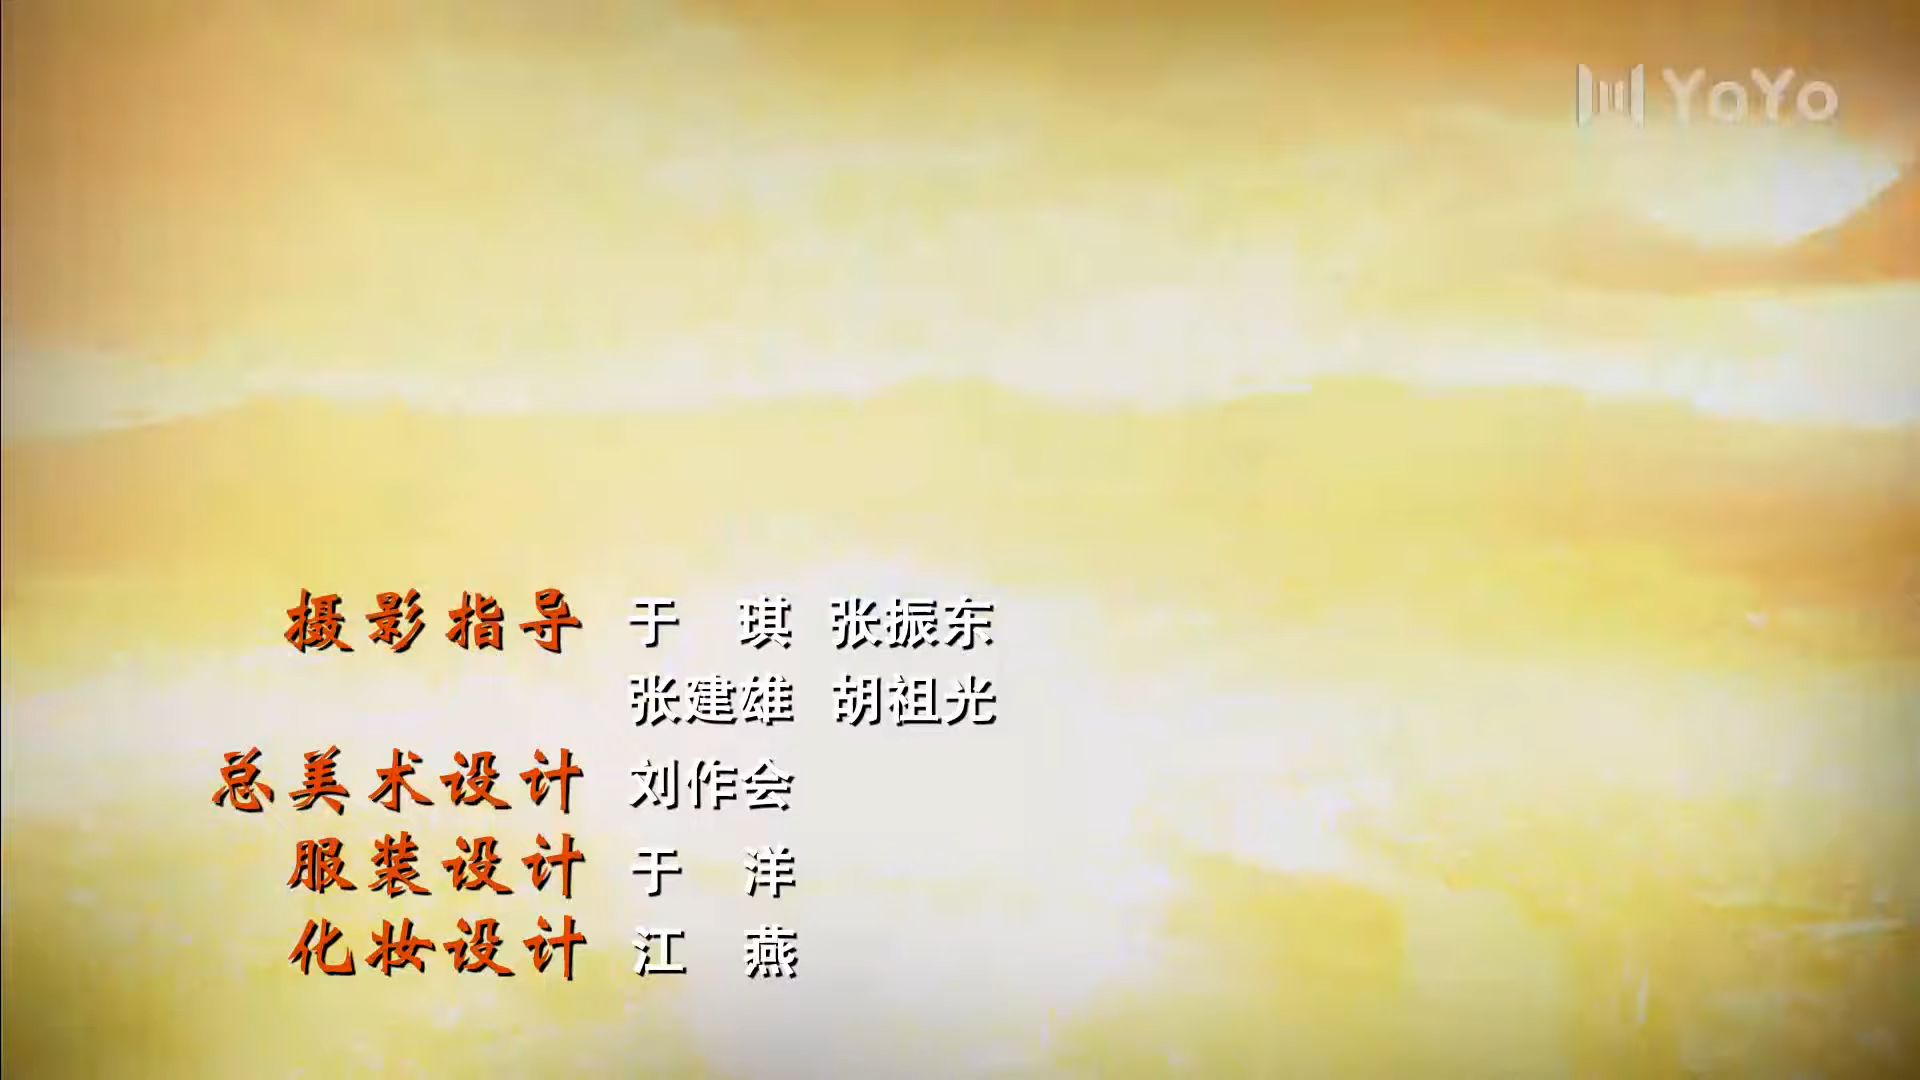 YoYo
摄影指导 于 琪 张振东
张建雄 胡祖光
总美术设计 刘作会
服装设计 于 洋
化妆设计 江 燕